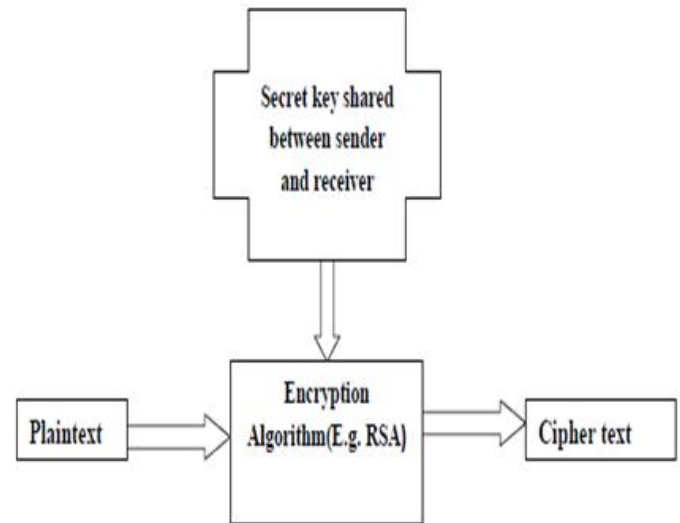 Secret key shared
between sender
and receiver
Encryption
Algorithm(E.g. RSA)
Plaintext
Cipher text